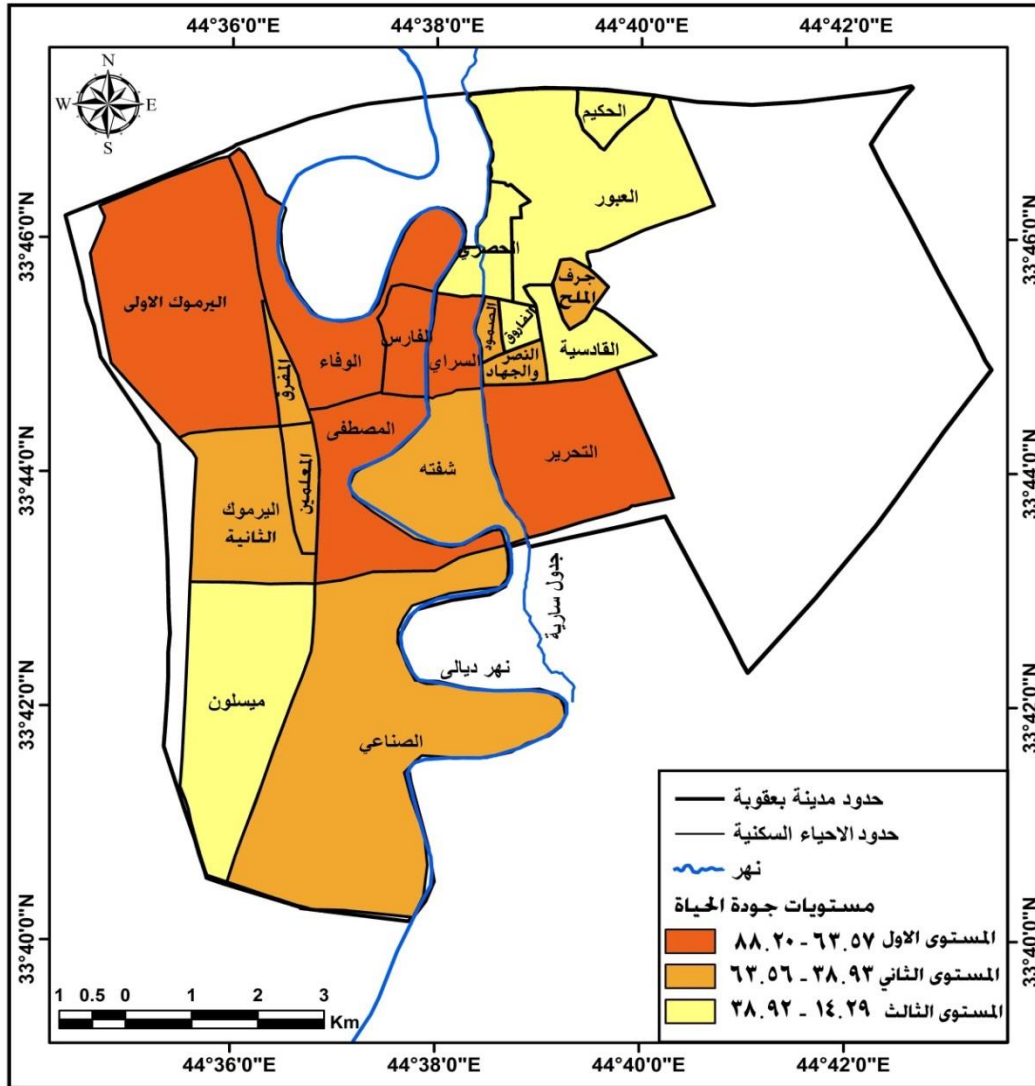 44°36'0"E 44°38'0"E 44°40'0"E 44°42'0"E
N
W E
S
33°46'0"N
33°44'0"N
33°42'0"N
33°40'0"N
33°46'0"N
33°44'0"N
33°42'0"N
33°40'0"N
الحكيم
العبور
الحصري
جرف
الملح
اليرموك الاولى
الفارس
الصمود
الفاروق
القادسية
الوفاء
السراي
النصر
والجهاد
المفرق
المصطفى
التحرير
شفته
المعلمين
اليرموك
الثانية
جدول سارية
نهر ديالى
ميسلون
الصناعي
حدود مدينة بعقوبة
حدود الاحياء السكنية
نهر
مستويات جودة الحياة
المستوى الاول ٦٣.٥٧ - ٨٨.٢٠
المستوى الثاني ٣٨.٩٣ - ٦٣.٥٦
المستوى الثالث ١٤.٢٩ - ٣٨.٩٢
1 0.5 0 1 2 3
Km
44°36'0"E 44°38'0"E 44°40'0"E 44°42'0"E